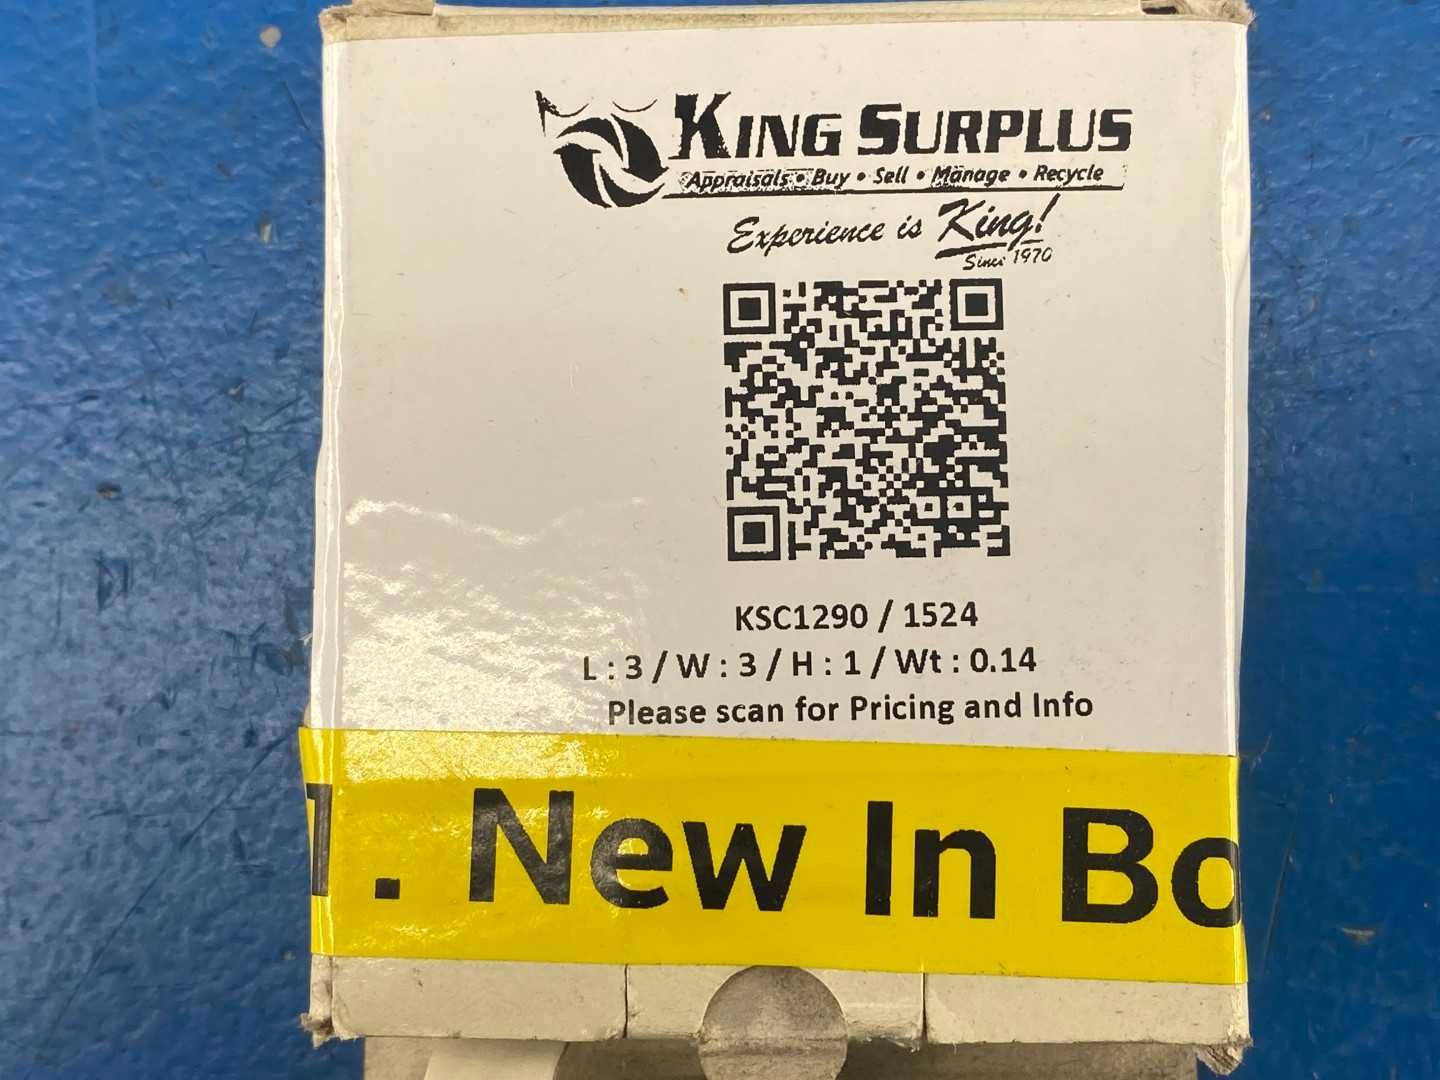 KING SURPLUS
Appraisals • Buy • Sell • Manage • Recycle
Experience is King!
Since 1970
KSC1290 / 1524
L : 3 / W : 3 / H : 1 / Wt : 0.14
Please scan for Pricing and Info
1. New In Bo